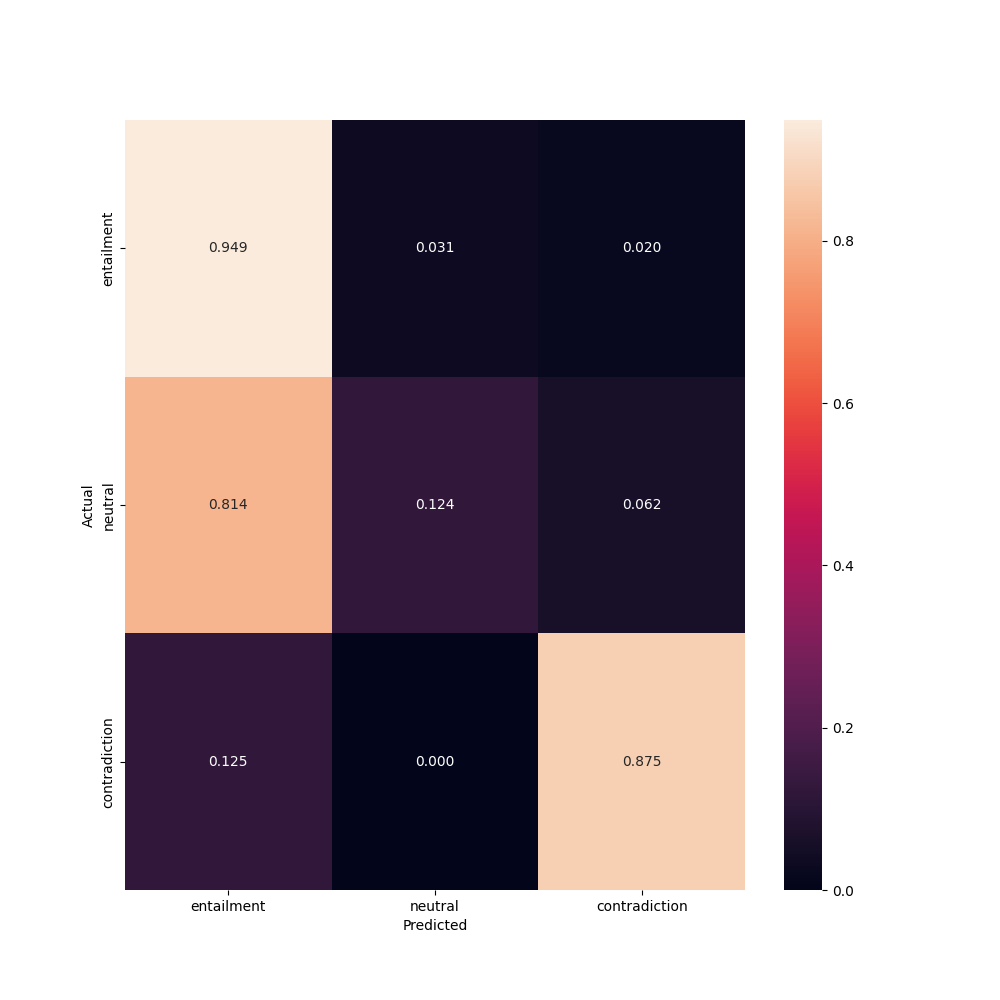 entailment
0.949 0.031 0.020
Actual
neutral
0.814 0.124 0.062
contradiction
0.125 0.000 0.875
entailment neutral contradiction
Predicted
0.8
0.6
0.4
0.2
0.0